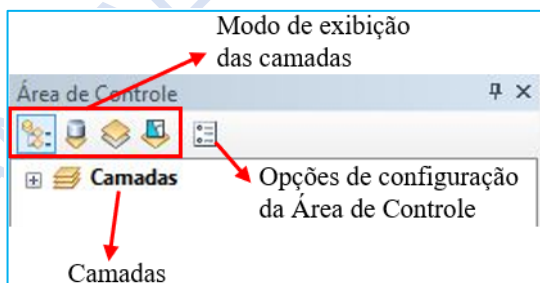 Modo de exibição
das camadas
Área de Controle
Camadas
Opções de configuração
da Área de Controle
Camadas